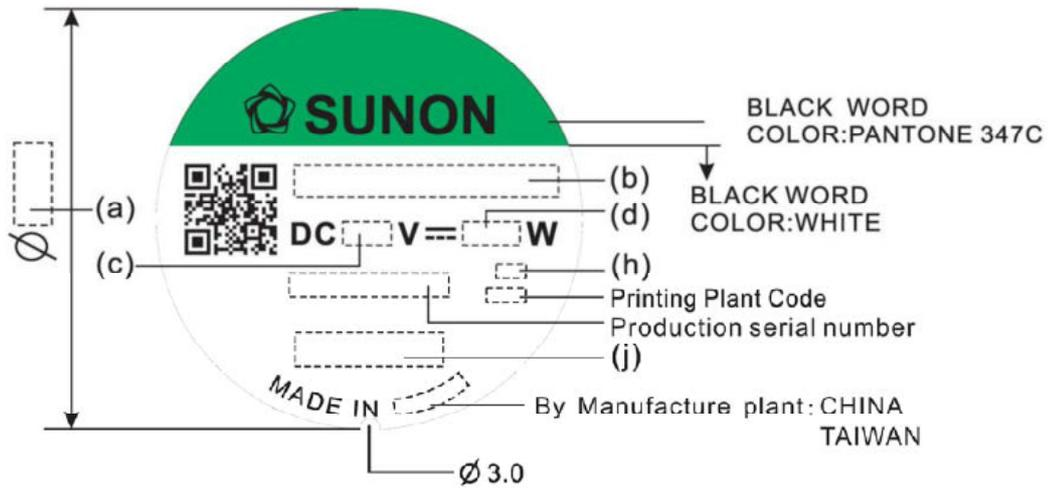 SUNON
BLACK WORD
COLOR:PANTONE 347C
(b)
BLACK WORD
COLOR:WHITE
(a)
(d)
DC V W
(c)
(h)
Printing Plant Code
Production serial number
(j)
MADE IN
By Manufacture plant: CHINA
TAIWAN
Ø
Ø 3.0